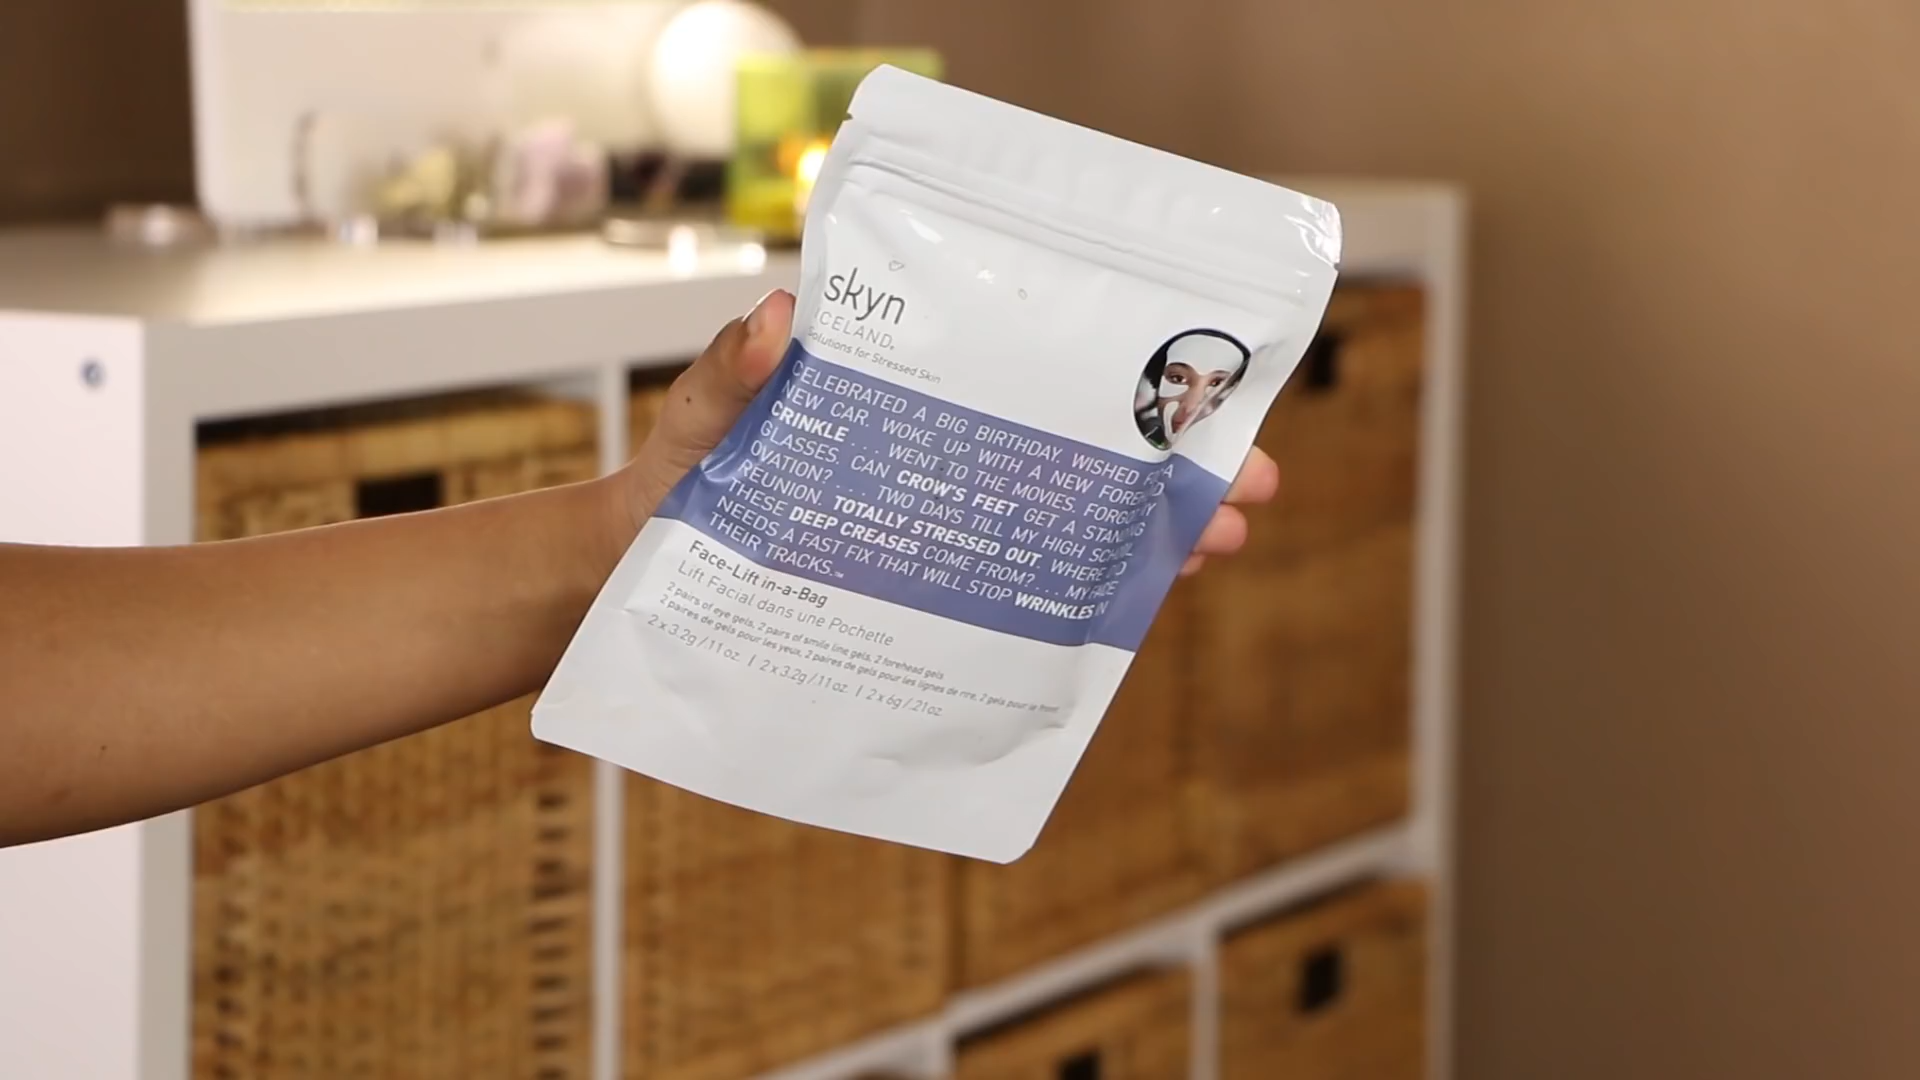 skyn
ICELAND®
Solutions for Stressed Skin
CELEBRATED A BIG BIRTHDAY. WISHED A
NEW CAR. WOKE UP WITH A NEW
CRINKLE . . . WENT TO THE MOVIES.
GLASSES. CAN CROW'S FEET GET A STANDING
OVATION? . . . TWO DAYS TILL MY HIGH SCHOOL
REUNION. TOTALLY STRESSED OUT. WHERE
THESE DEEP CREASES COME FROM? . . . MY FACE
NEEDS A FAST FIX THAT WILL STOP WRINKLES IN
THEIR TRACKS.™
Face-Lift in-a-Bag
Lift Facial dans une Pochette
2 pairs of eye gels, 2 pairs of smile line gels, 2 forehead gels
2 paires de gels pour les yeux, 2 paires de gels pour les lignes de rire, 2 gels pour le front
2 x 3.2g / .11 oz. | 2 x 3.2g / .11 oz. | 2 x 6g / .21 oz.